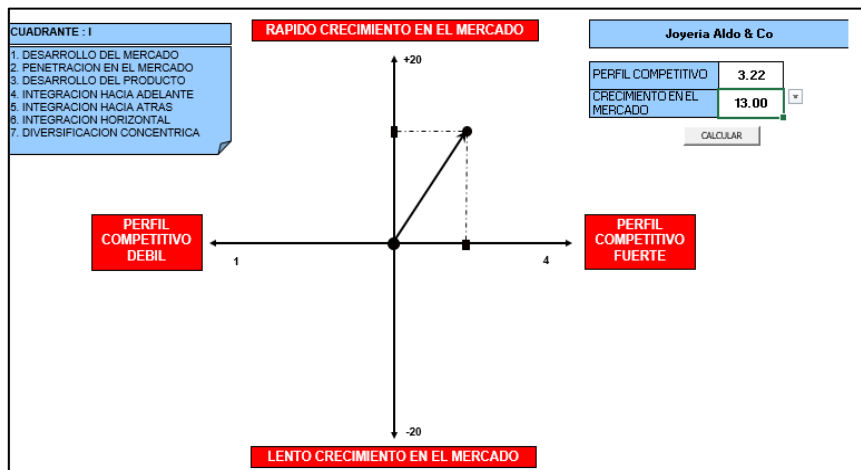 CUADRANTE : I
1. DESARROLLO DEL MERCADO
2. PENETRACION EN EL MERCADO
3. DESARROLLO DEL PRODUCTO
4. INTEGRACION HACIA ADELANTE
5. INTEGRACION HACIA ATRAS
6. INTEGRACION HORIZONTAL
7. DIVERSIFICACION CONCENTRICA
RAPIDO CRECIMIENTO EN EL MERCADO
+20
Joyeria Aldo & Co
PERFIL COMPETITIVO 3.22
CRECIMIENTO EN EL
MERCADO 13.00
CALCULAR
PERFIL
COMPETITIVO
DEBIL
1
4
PERFIL
COMPETITIVO
FUERTE
-20
LENTO CRECIMIENTO EN EL MERCADO